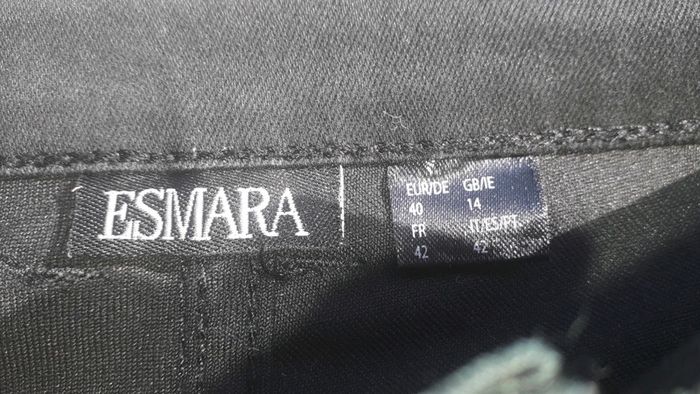 ESMARA
EUR/DE GB/IE
40 14
FR IT/ES/PT
42 42